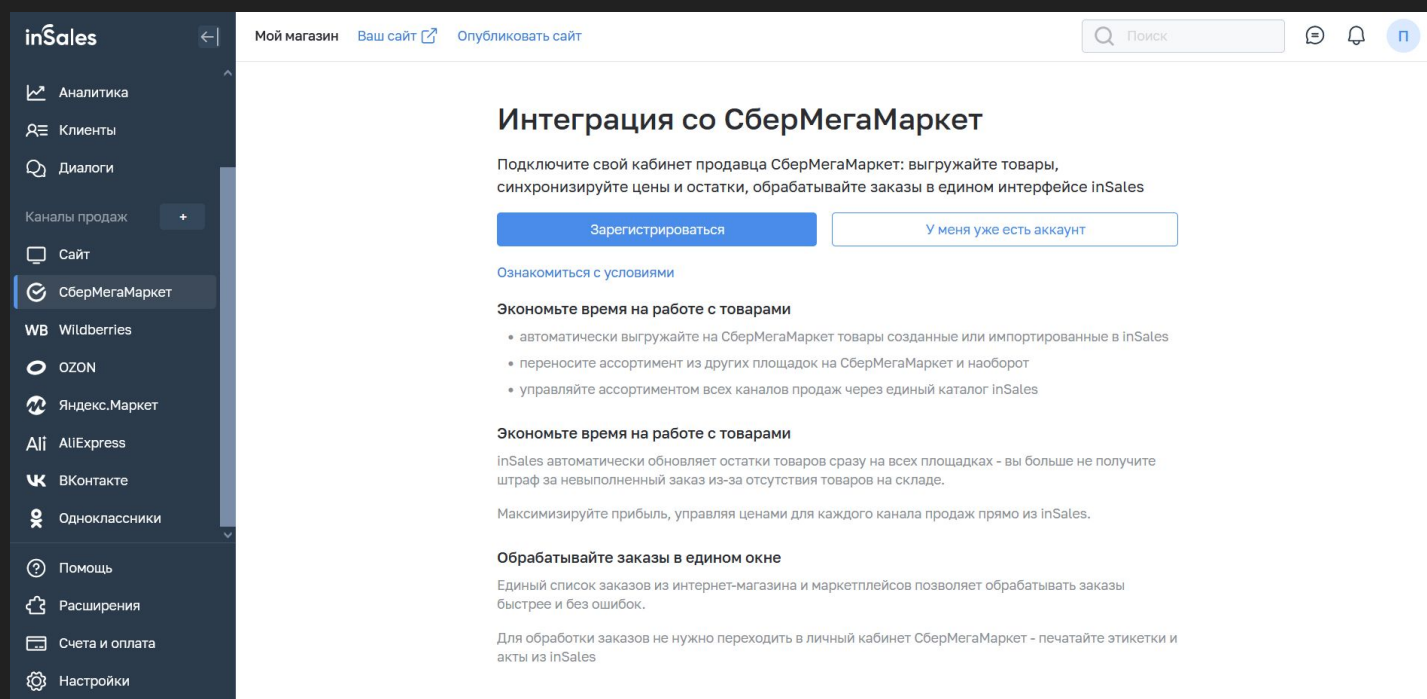 inSales
Мой магазин
Ваш сайт
Опубликовать сайт
Поиск
П
Аналитика
Клиенты
Диалоги
Каналы продаж
+
Сайт
СберМегаМаркет
WB Wildberries
OZON
Яндекс.Маркет
Ali AliExpress
ВКонтакте
Одноклассники
Помощь
Расширения
Счета и оплата
Настройки
Интеграция со СберМегаМаркет
Подключите свой кабинет продавца СберМегаМаркет: выгружайте товары,
синхронизируйте цены и остатки, обрабатывайте заказы в едином интерфейсе inSales
Зарегистрироваться
У меня уже есть аккаунт
Ознакомиться с условиями
Экономьте время на работе с товарами
• автоматически выгружайте на СберМегаМаркет товары созданные или импортированные в inSales
• переносите ассортимент из других площадок на СберМегаМаркет и наоборот
• управляйте ассортиментом всех каналов продаж через единый каталог inSales
Экономьте время на работе с товарами
inSales автоматически обновляет остатки товаров сразу на всех площадках - вы больше не получите
штраф за невыполненный заказ из-за отсутствия товаров на складе.
Максимизируйте прибыль, управляя ценами для каждого канала продаж прямо из inSales.
Обрабатывайте заказы в едином окне
Единый список заказов из интернет-магазина и маркетплейсов позволяет обрабатывать заказы
быстрее и без ошибок.
Для обработки заказов не нужно переходить в личный кабинет СберМегаМаркет - печатайте этикетки и
акты из inSales